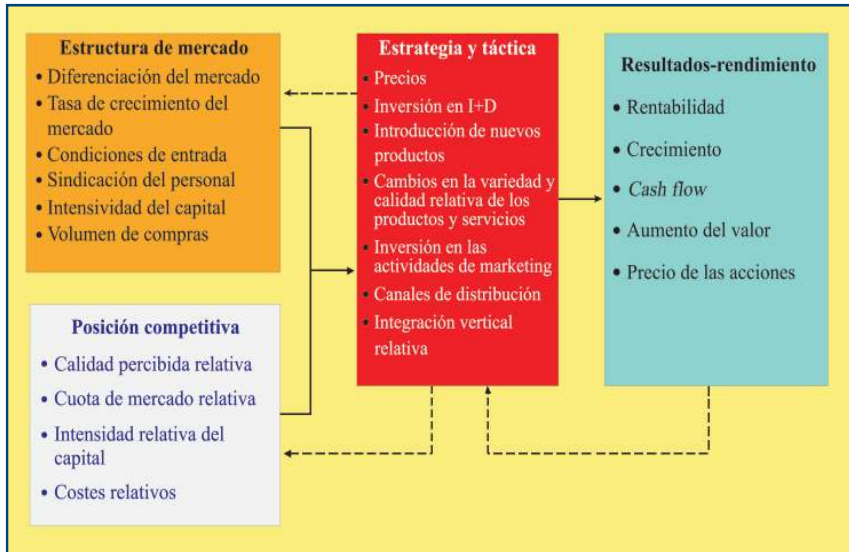 Estructura de mercado
• Diferenciación del mercado
• Tasa de crecimiento del
mercado
• Condiciones de entrada
• Sindicación del personal
• Intensividad del capital
• Volumen de compras
Posición competitiva
• Calidad percibida relativa
• Cuota de mercado relativa
• Intensidad relativa del
capital
• Costes relativos
Estrategia y táctica
• Precios
• Inversión en I+D
• Introducción de nuevos
productos
• Cambios en la variedad y
calidad relativa de los
productos y servicios
• Inversión en las
actividades de marketing
• Canales de distribución
• Integración vertical
relativa
Resultados-rendimiento
• Rentabilidad
• Crecimiento
• Cash flow
• Aumento del valor
• Precio de las acciones